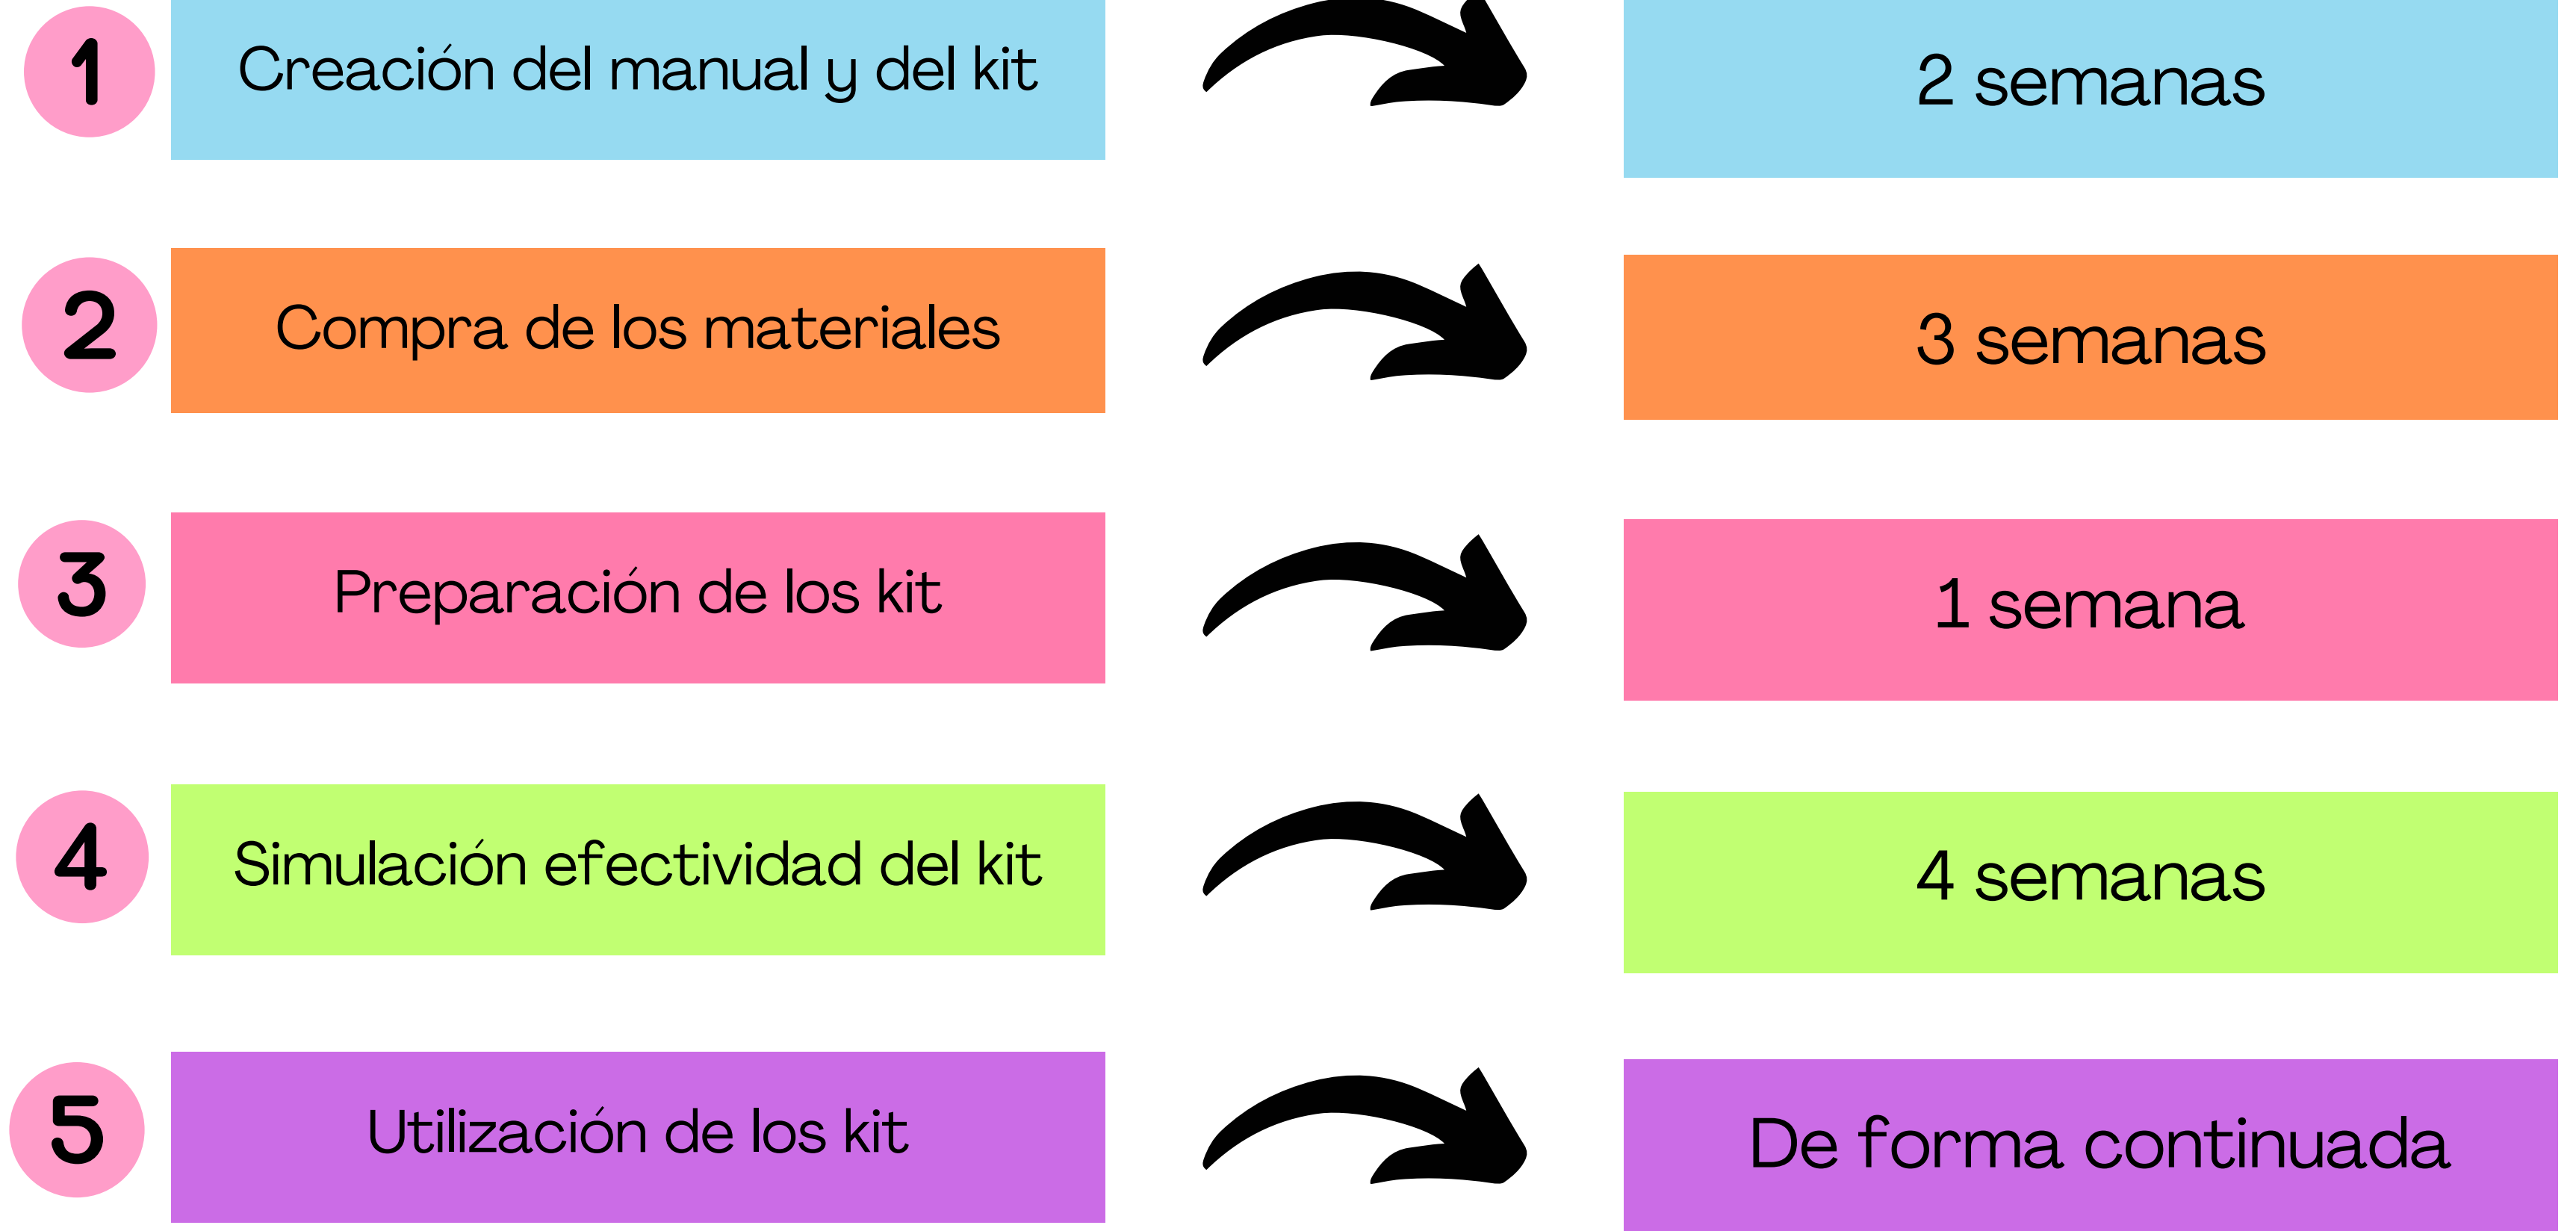 1
Creación del manual y del kit
2 semanas
2
Compra de los materiales
3 semanas
3
Preparación de los kit
1 semana
4
Simulación efectividad del kit
4 semanas
5
Utilización de los kit
De forma continuada